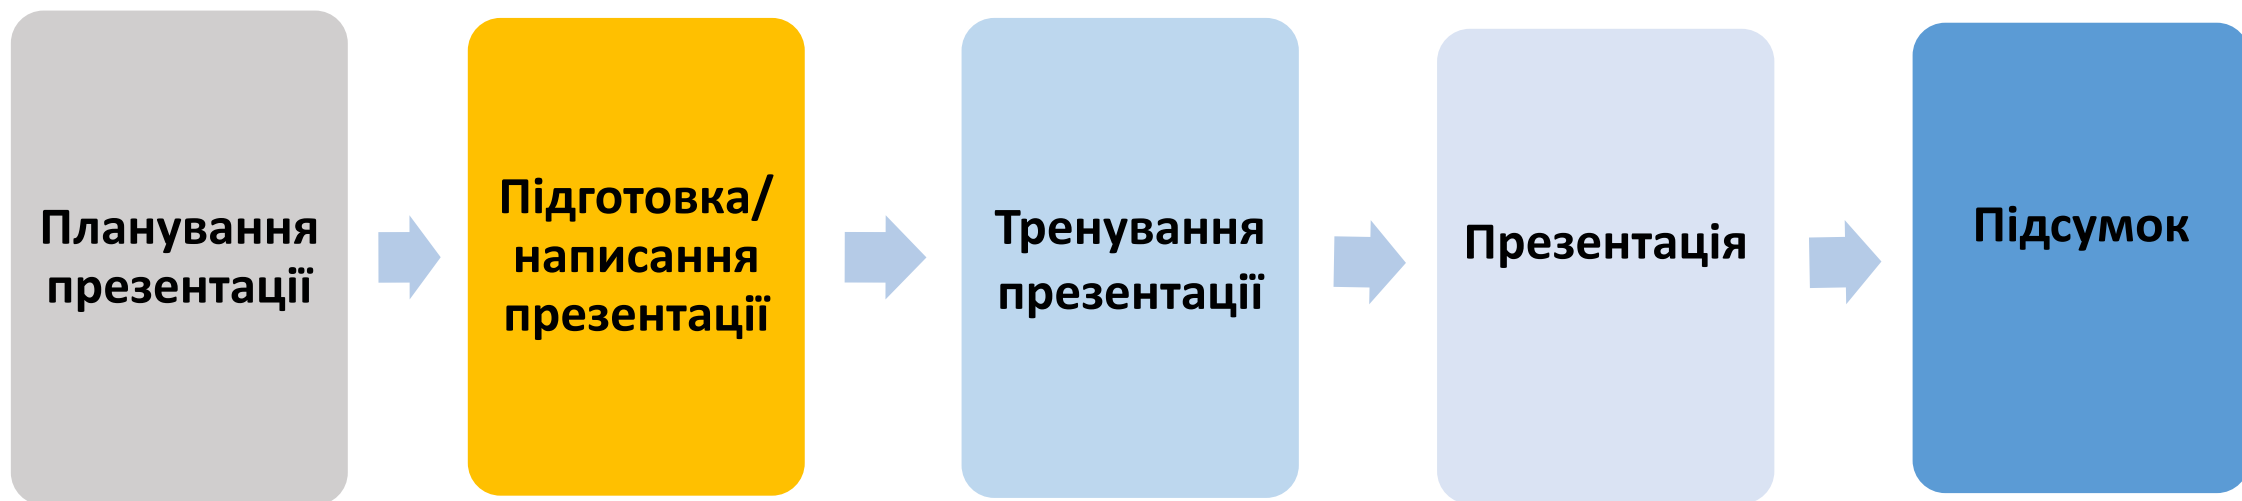 Планування
презентації
Підготовка/
написання
презентації
Тренування
презентації
Презентація
Підсумок